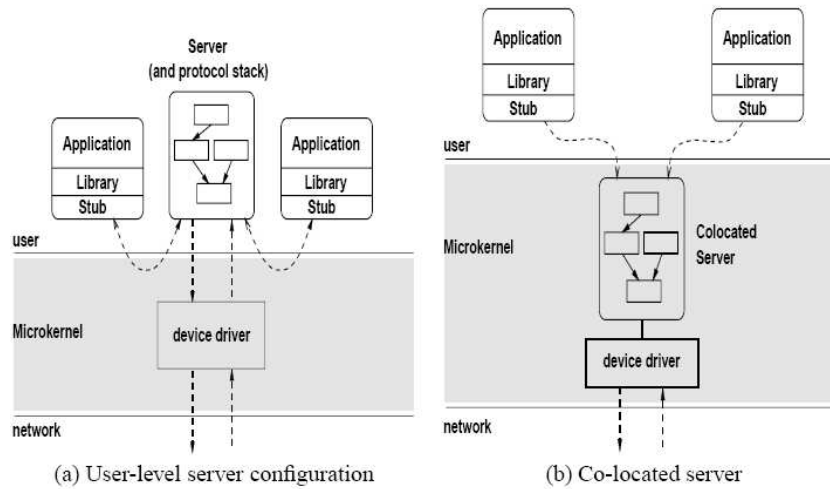 Server
(and protocol stack)
Application
Library
Stub
Application
Library
Stub
user
Microkernel
device driver
network
(a) User-level server configuration
Application
Library
Stub
Application
Library
Stub
user
Microkernel
Colocated
Server
device driver
network
(b) Co-located server